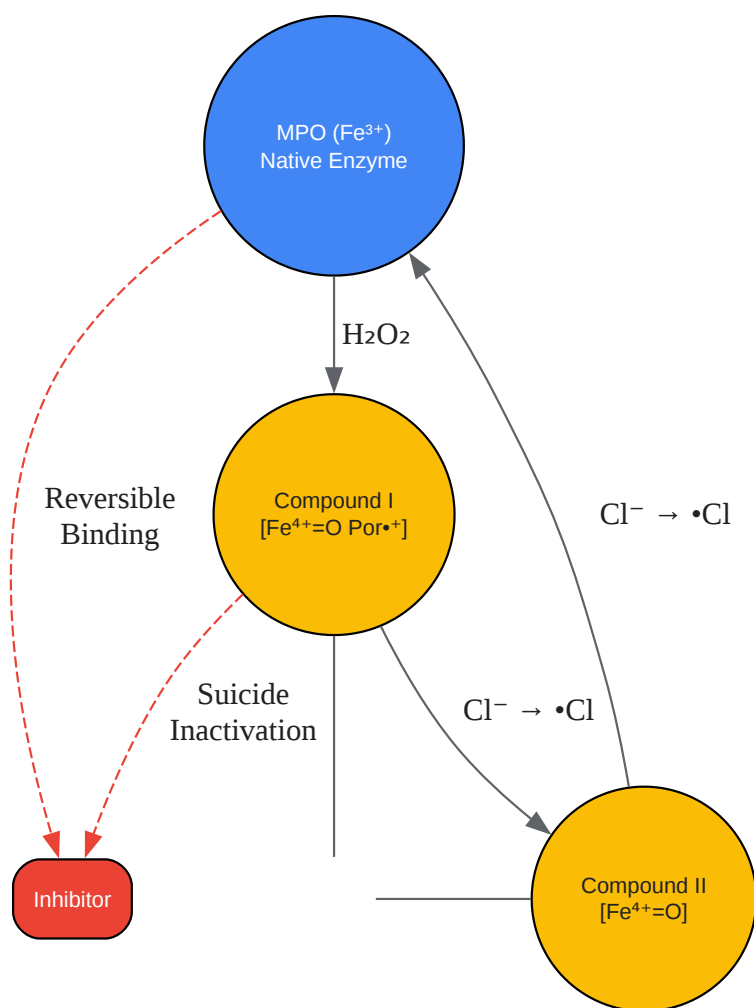 MPO (Fe³⁺)
Native Enzyme
H₂O₂
Compound I
[Fe⁴⁺=O Por•⁺]
Reversible
Binding
Cl⁻ → •Cl
Suicide
Inactivation
Cl⁻ → •Cl
Inhibitor
Compound II
[Fe⁴⁺=O]